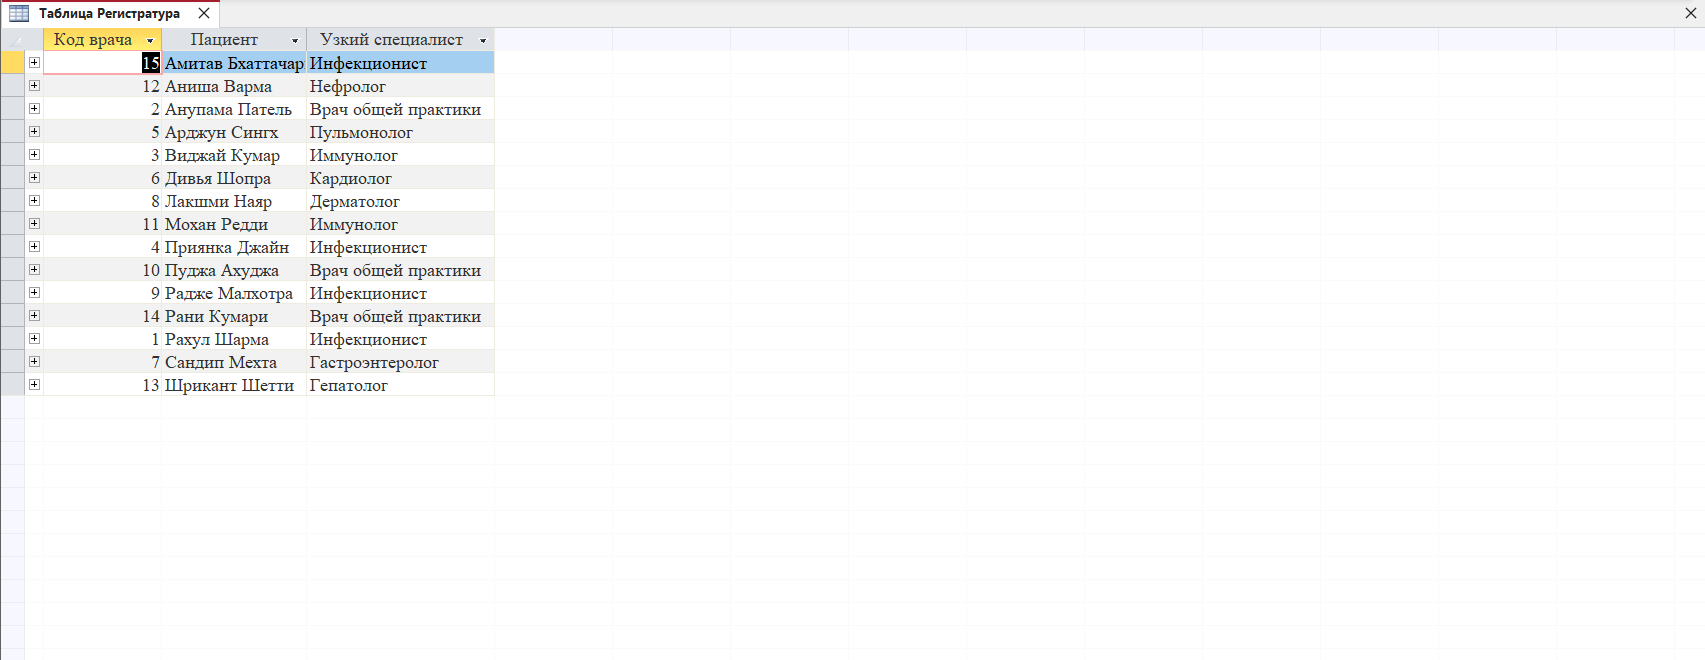 Таблица Регистратура
Код врача Пациент Узкий специалист
15 Амитав Бхаттачар Инфекционист
12 Аниша Варма Нефролог
2 Анупама Патель Врач общей практики
5 Арджун Сингх Пульмонолог
3 Виджай Кумар Иммунолог
6 Дивья Шопра Кардиолог
8 Лакшми Наяр Дерматолог
11 Мохан Редди Иммунолог
4 Приянка Джайн Инфекционист
10 Пуджа Ахуджа Врач общей практики
9 Радже Малхотра Инфекционист
14 Рани Кумари Врач общей практики
1 Рахул Шарма Инфекционист
7 Сандип Мехта Гастроэнтеролог
13 Шрикант Шетти Гепатолог